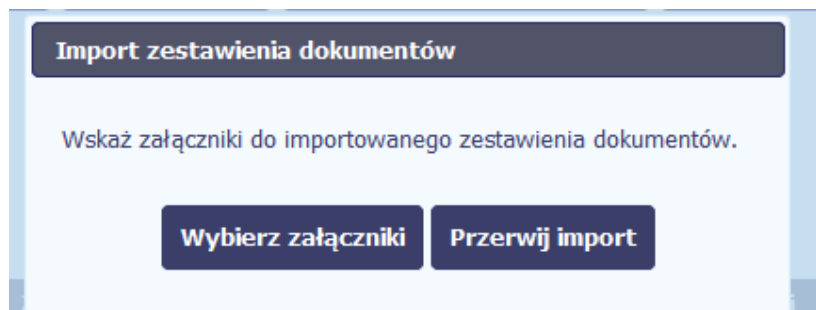 Import zestawienia dokumentów
Wskaż załączniki do importowanego zestawienia dokumentów.
Wybierz załączniki Przerwij import